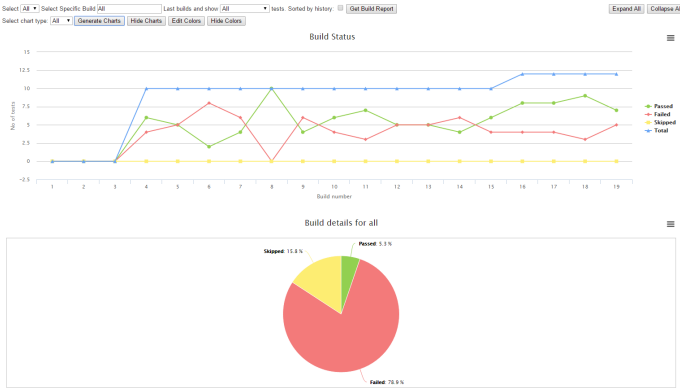 Select All Select Specific Build All Last builds and show All tests. Sorted by history: Get Build Report Expand All Collapse Al
Select chart type: All Generate Charts Hide Charts Edit Colors Hide Colors
Build Status
15
12.5
10
7.5
5
2.5
0
-2.5
No of tests
1 2 3 4 5 6 7 8 9 10 11 12 13 14 15 16 17 18 19
Build number
Passed
Failed
Skipped
Total
Build details for all
Passed: 5.3 %
Skipped: 15.8 %
Failed: 78.9 %